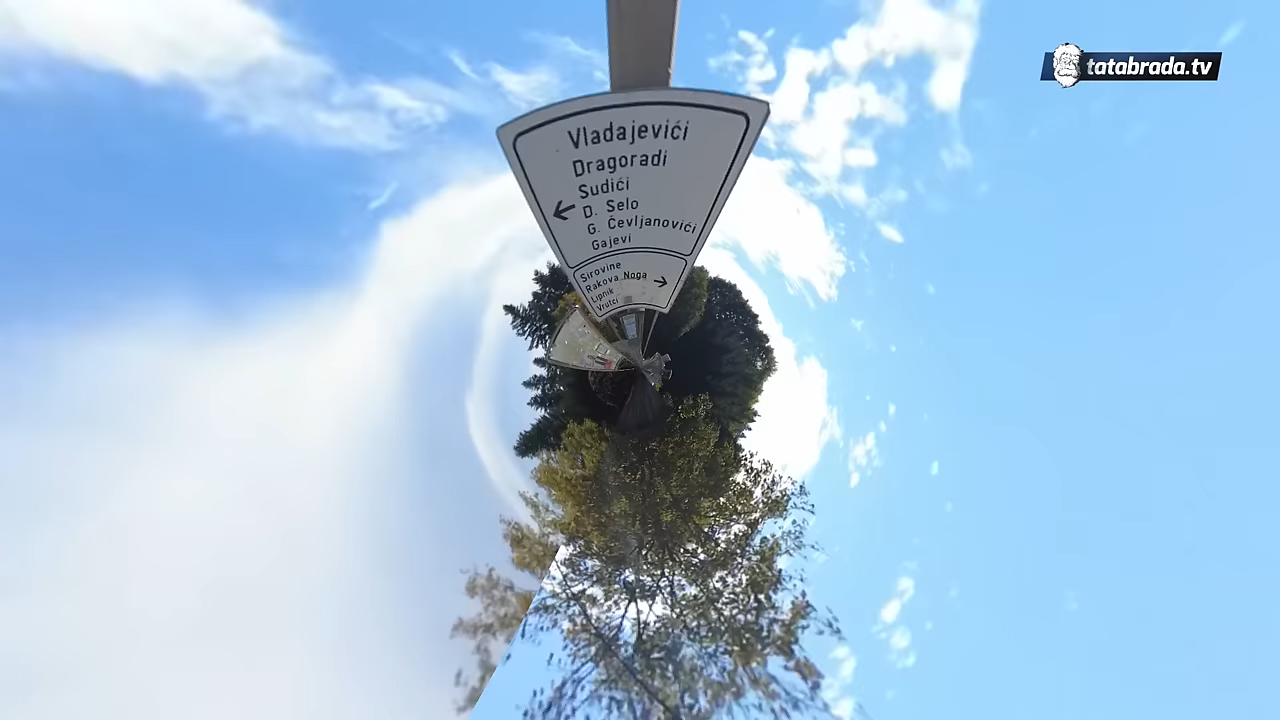 tatabrada.tv
Vladajevići
Dragoradi
Sudići
D. Selo
G. Čevljanovići
Gajevi
Sirovine
Rakova Noga
Lipnik
Vrutci